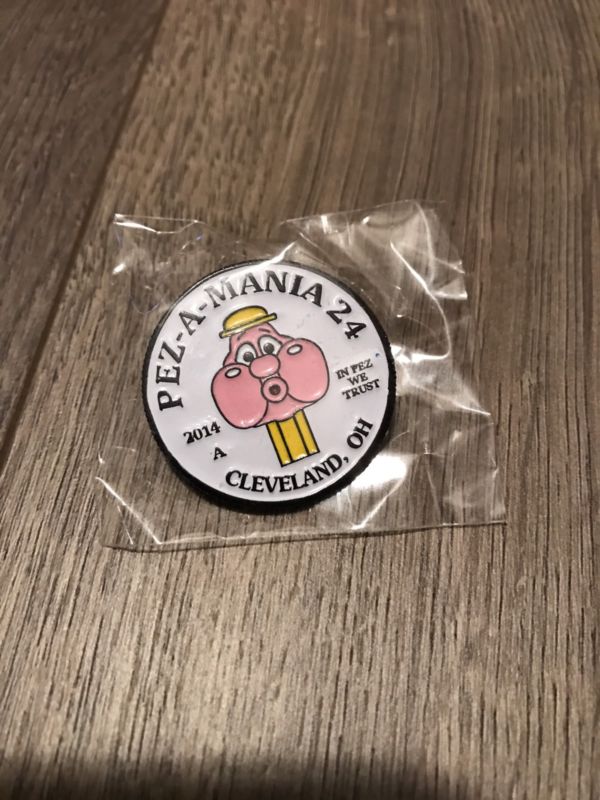 PEZ-A-MANIA 24
IN PEZ
WE
TRUST
2014
A
CLEVELAND, OH